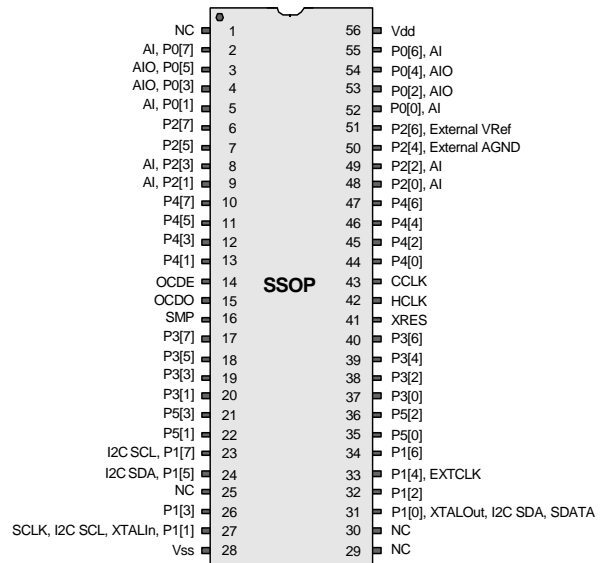 NC 1 56 Vdd
AI, P0[7] 2 55 P0[6], AI
AIO, P0[5] 3 54 P0[4], AIO
AIO, P0[3] 4 53 P0[2], AIO
AI, P0[1] 5 52 P0[0], AI
P2[7] 6 51 P2[6], External VRef
P2[5] 7 50 P2[4], External AGND
AI, P2[3] 8 49 P2[2], AI
AI, P2[1] 9 48 P2[0], AI
P4[7] 10 47 P4[6]
P4[5] 11 46 P4[4]
P4[3] 12 45 P4[2]
P4[1] 13 44 P4[0]
OCDE 14 SSOP 43 CCLK
OCDO 15 42 HCLK
SMP 16 41 XRES
P3[7] 17 40 P3[6]
P3[5] 18 39 P3[4]
P3[3] 19 38 P3[2]
P3[1] 20 37 P3[0]
P5[3] 21 36 P5[2]
P5[1] 22 35 P5[0]
I2C SCL, P1[7] 23 34 P1[6]
I2C SDA, P1[5] 24 33 P1[4], EXTCLK
NC 25 32 P1[2]
P1[3] 26 31 P1[0], XTALOut, I2C SDA, SDATA
SCLK, I2C SCL, XTALIn, P1[1] 27 30 NC
Vss 28 29 NC